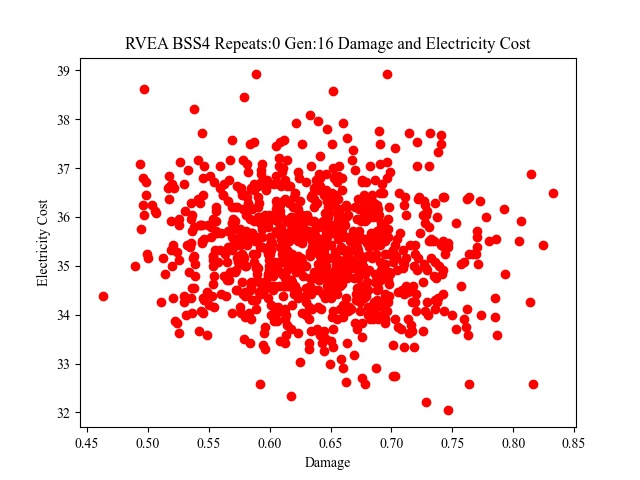 RVEA BSS4 Repeats:0 Gen:16 Damage and Electricity Cost
39
38
37
36
35
34
33
32
Electricity Cost
0.45 0.50 0.55 0.60 0.65 0.70 0.75 0.80 0.85
Damage